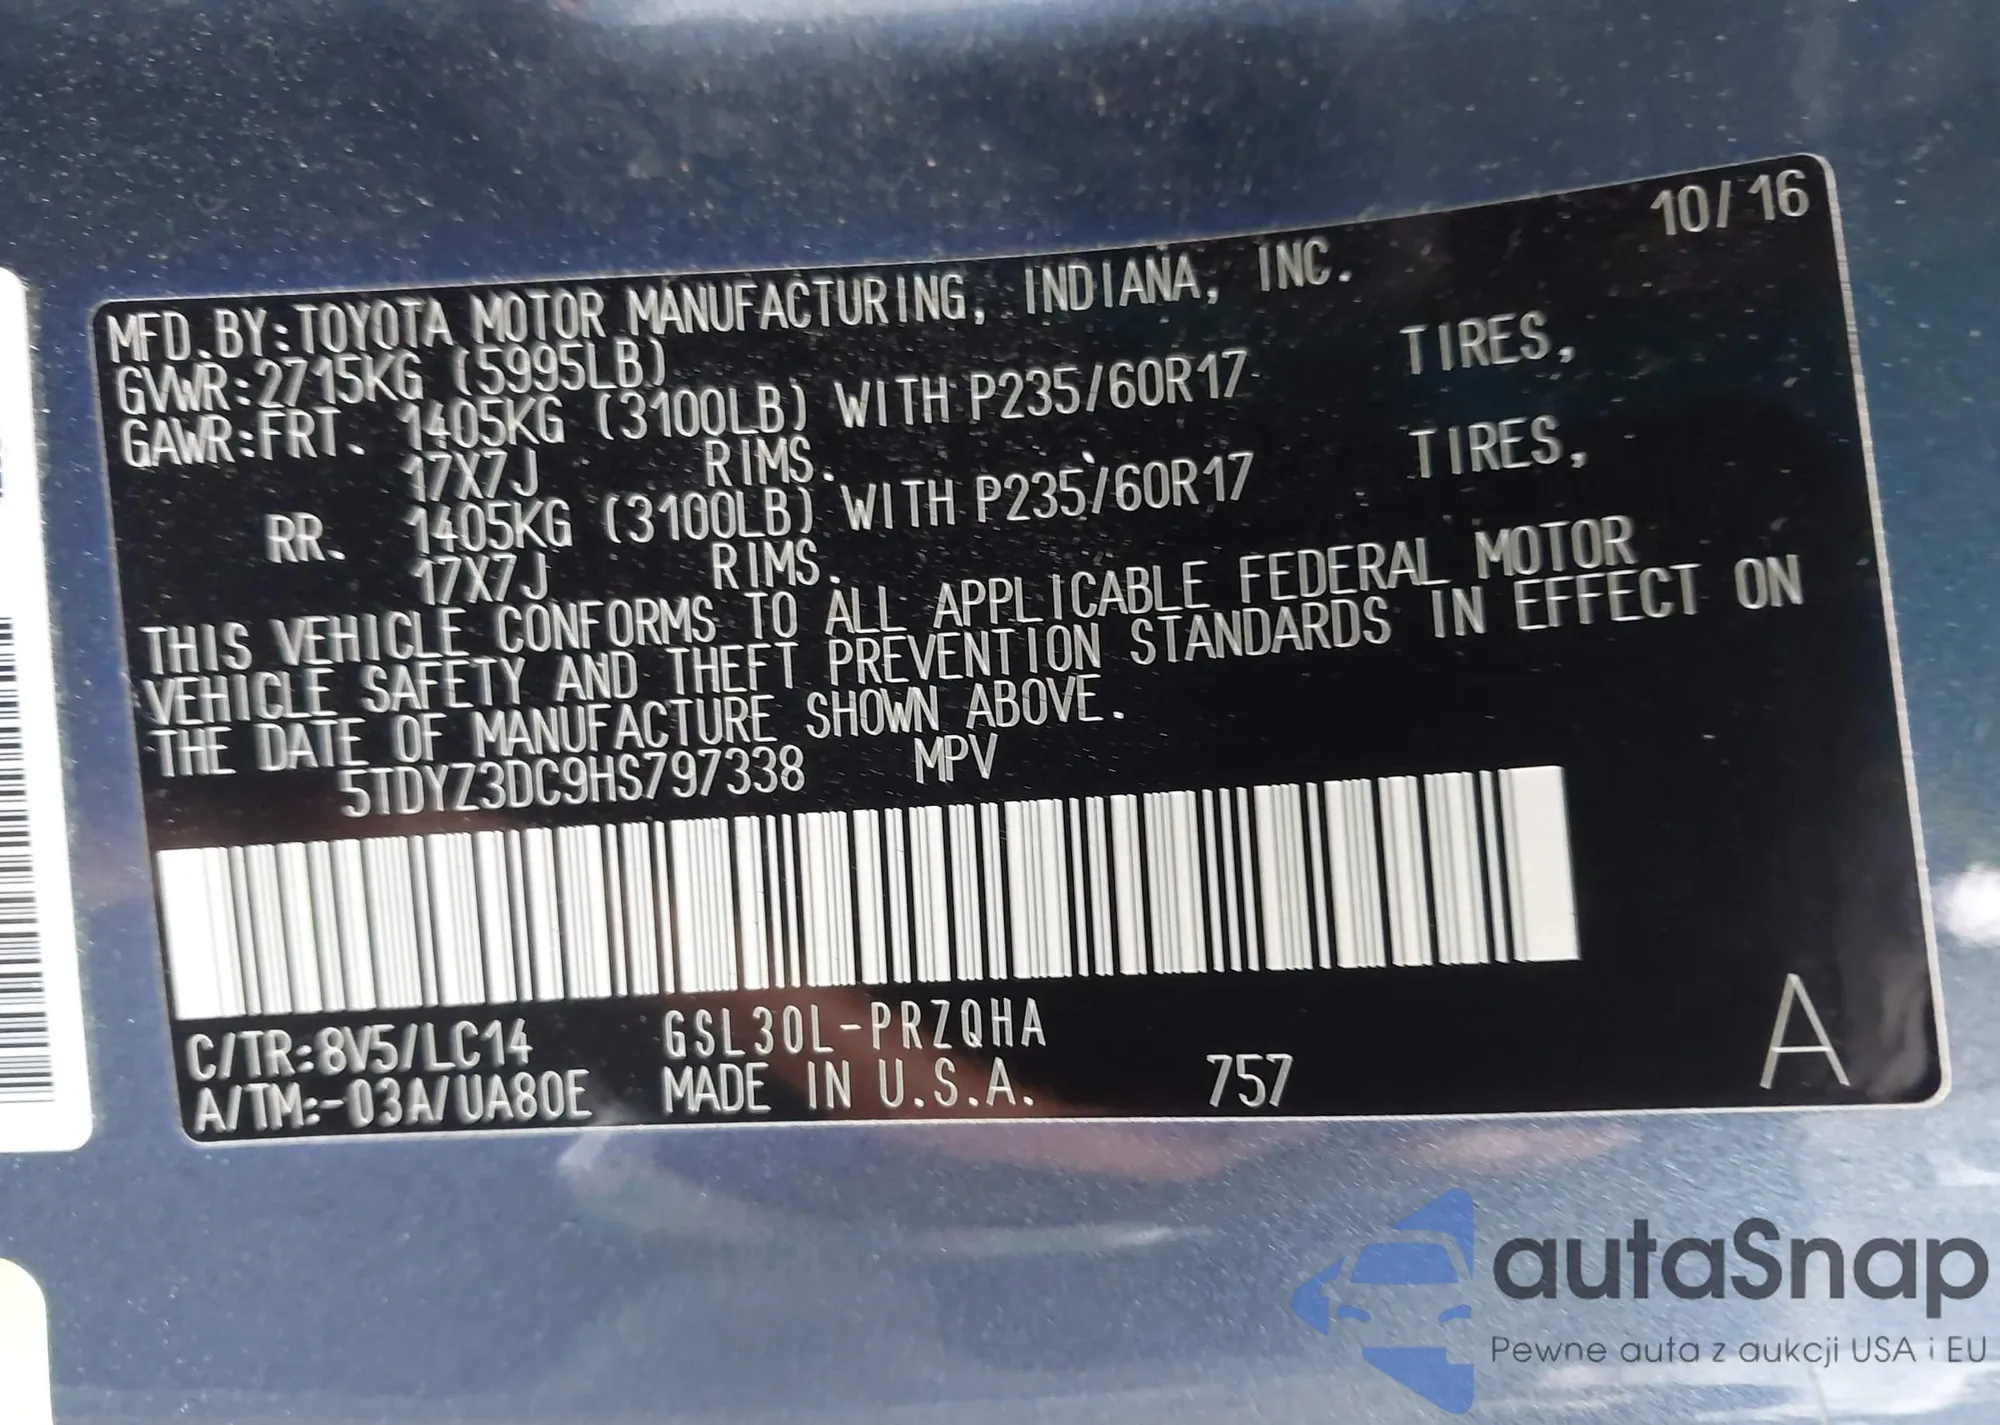 10/16
MFD. BY: TOYOTA MOTOR MANUFACTURING, INDIANA, INC.
GVWR: 2715KG (5995LB)
GAWR: FRT. 1405KG (3100LB) WITH P235/60R17 TIRES,
17X7J RIMS.
RR. 1405KG (3100LB) WITH P235/60R17 TIRES,
17X7J RIMS.
THIS VEHICLE CONFORMS TO ALL APPLICABLE FEDERAL MOTOR
VEHICLE SAFETY AND THEFT PREVENTION STANDARDS IN EFFECT ON
THE DATE OF MANUFACTURE SHOWN ABOVE.
5TDYZ3DC9HS797338 MPV
C/TR: 8V5/LC14 GSL30L-PRZQHA
A/TM: -03A/UA80E MADE IN U.S.A. 757 A
autaSnap
Pewne auta z aukcji USA i EU